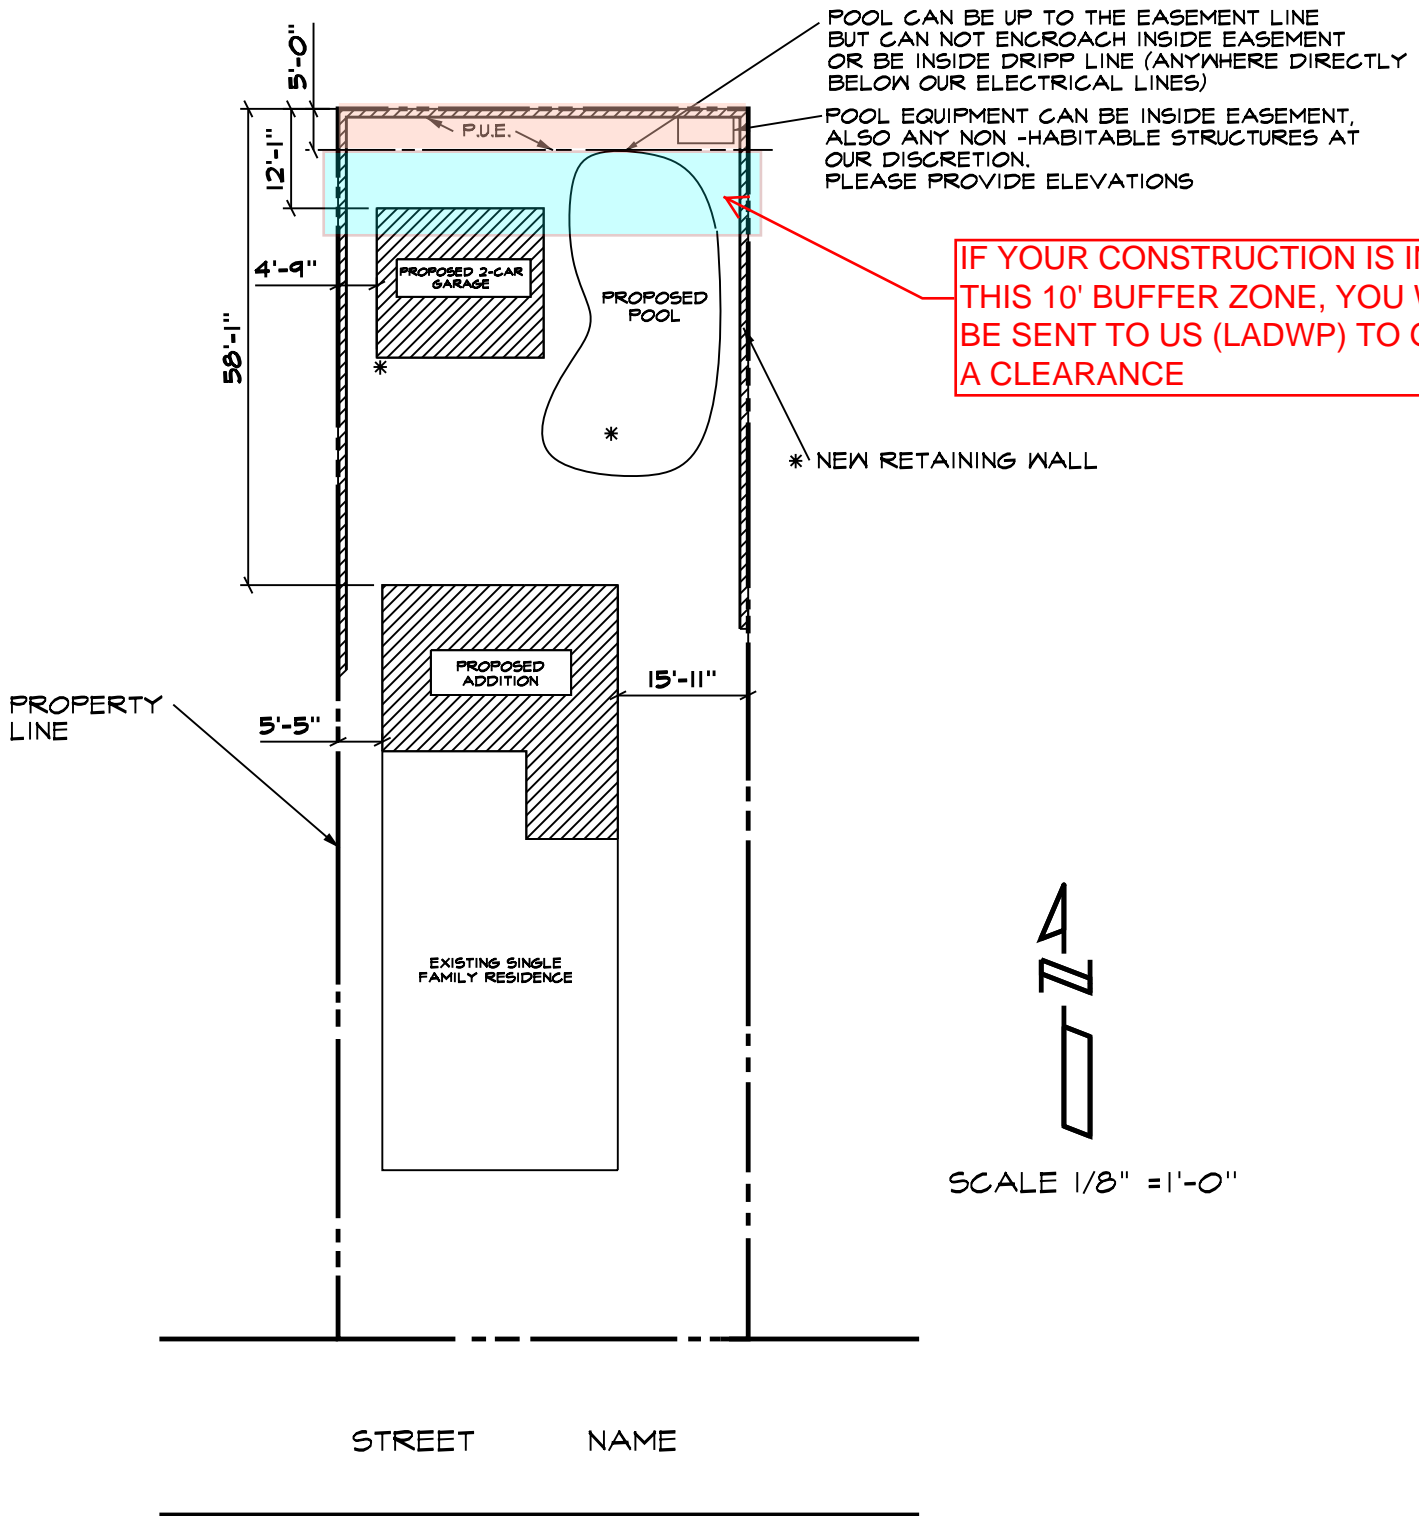 POOL CAN BE UP TO THE EASEMENT LINE
BUT CAN NOT ENCROACH INSIDE EASEMENT
OR BE INSIDE DRIPP LINE (ANYWHERE DIRECTLY
BELOW OUR ELECTRICAL LINES)
POOL EQUIPMENT CAN BE INSIDE EASEMENT,
ALSO ANY NON -HABITABLE STRUCTURES AT
OUR DISCRETION.
PLEASE PROVIDE ELEVATIONS
5'-0"
P.U.E.
12'-1"
4'-9"
PROPOSED 2-CAR
GARAGE
PROPOSED
POOL
IF YOUR CONSTRUCTION IS
THIS 10' BUFFER ZONE, YOU
BE SENT TO US (LADWP) TO
A CLEARANCE
58'-1"
*
*
* NEW RETAINING WALL
PROPOSED
ADDITION
15'-11"
5'-5"
PROPERTY
LINE
EXISTING SINGLE
FAMILY RESIDENCE
N
SCALE 1/8" =1'-0"
STREET NAME